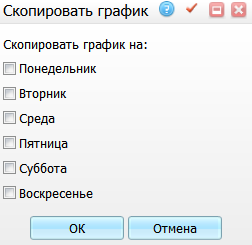 Скопировать график
Скопировать график на:
Понедельник
Вторник
Среда
Пятница
Суббота
Воскресенье
ОК Отмена